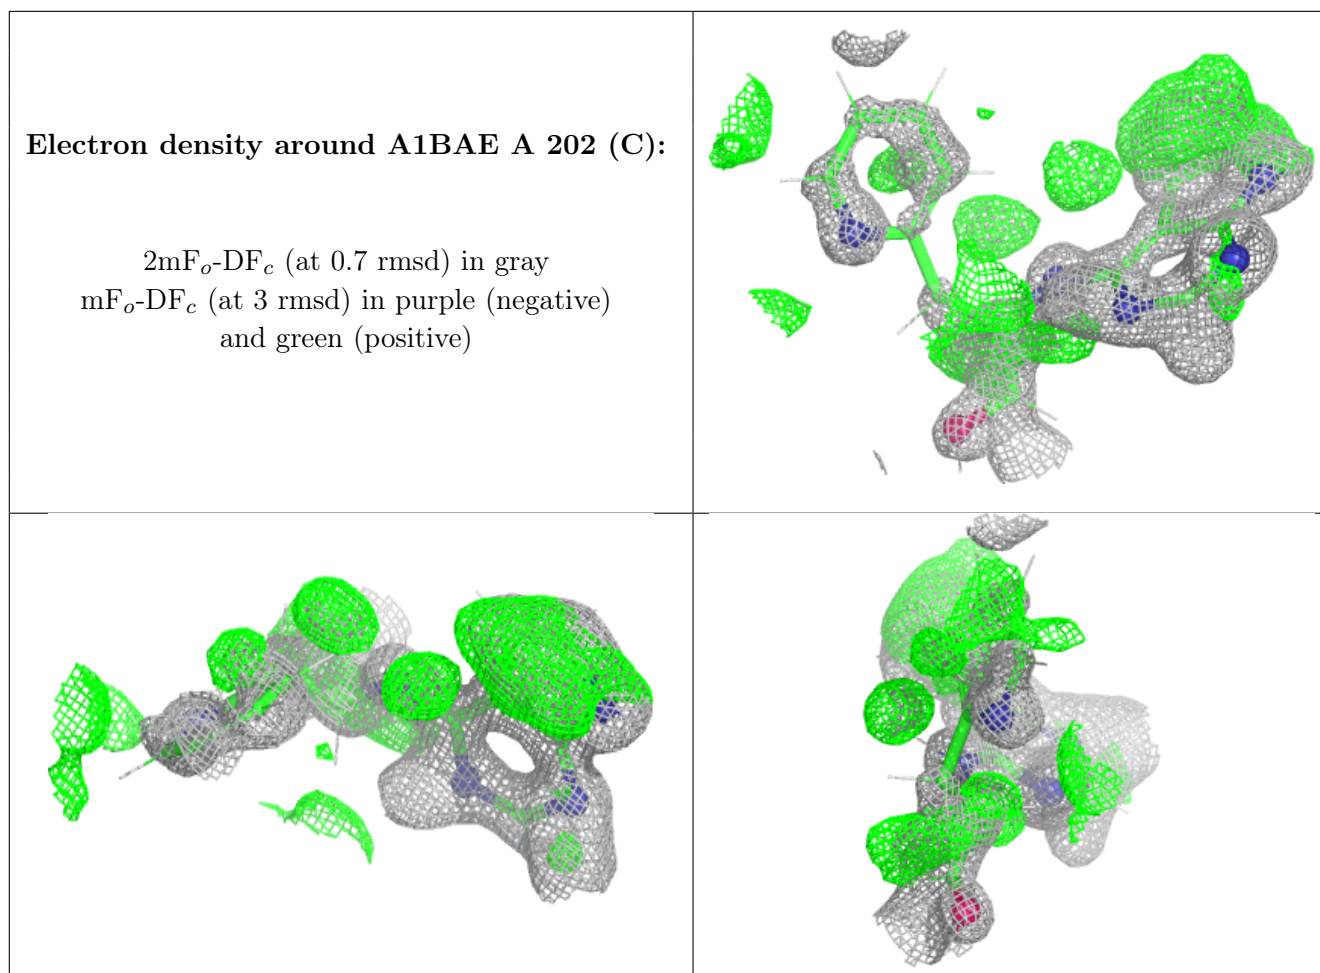 Electron density around A1BAE A 202 (C):
2mFo-DFc (at 0.7 rmsd) in gray
mFo-DFc (at 3 rmsd) in purple (negative)
and green (positive)